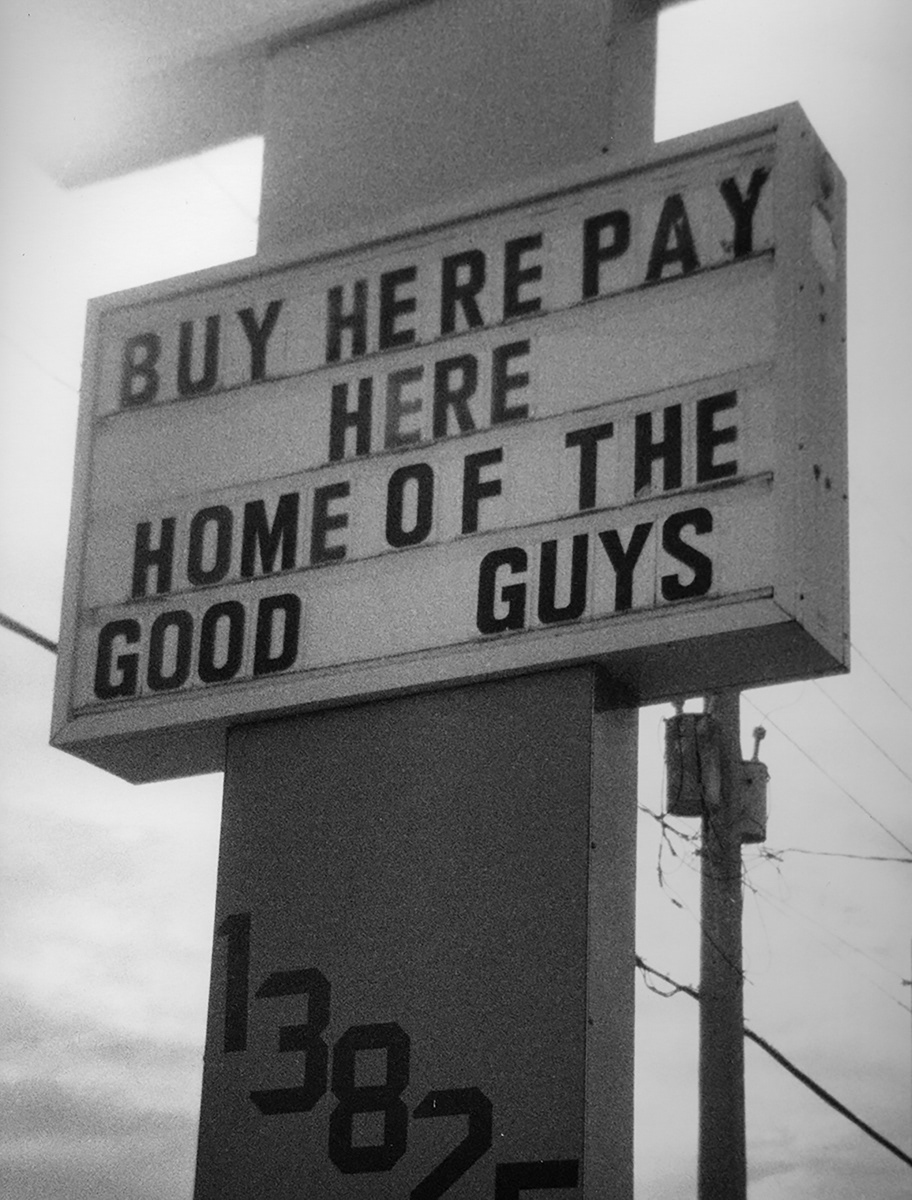 BUY HERE PAY
HERE
HOME OF THE
GOOD GUYS
1382